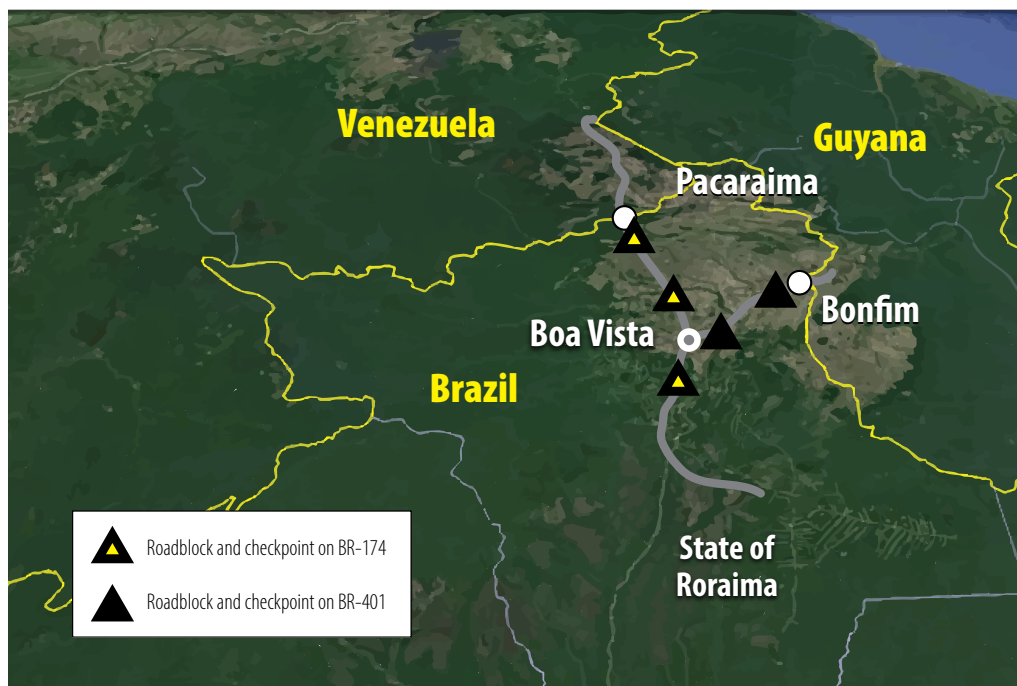 Venezuela
Guyana
Pacaraima
Bonfim
Boa Vista
Brazil
State of
Roraima
Roadblock and checkpoint on BR-174
Roadblock and checkpoint on BR-401